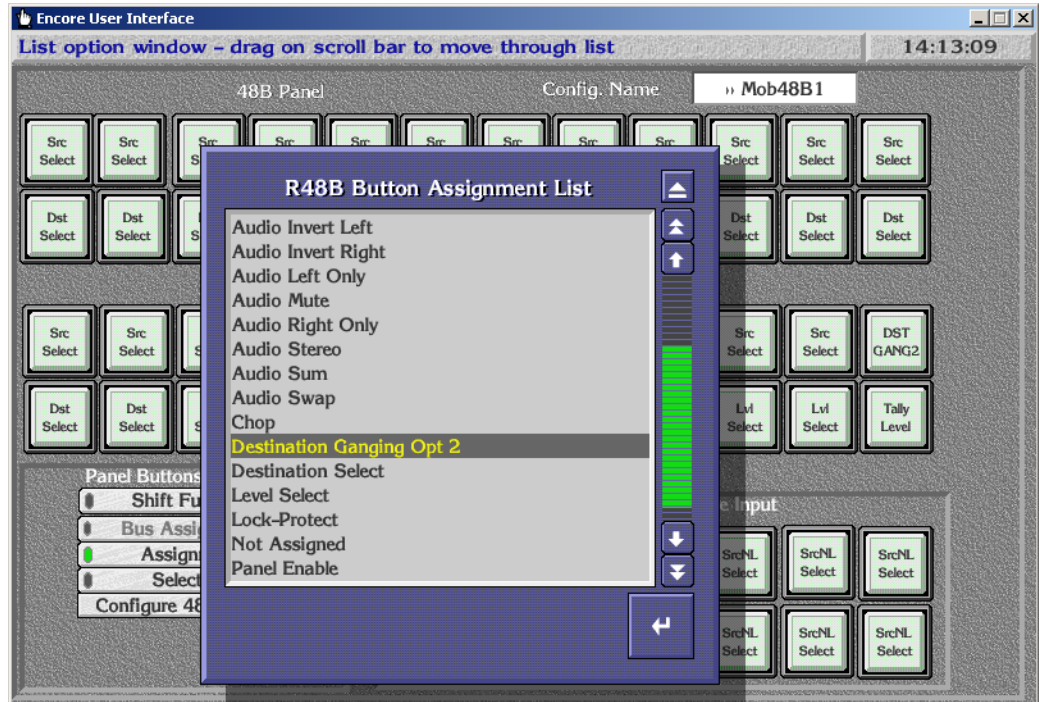 Encore User Interface
List option window – drag on scroll bar to move through list 14:13:09
48B Panel Config. Name ›› Mob48B1
Src Src Src Src Src Src Src Src Src Src Src Src
Select Select Select Select Select
R48B Button Assignment List
Dst Dst Dst Dst Dst
Select Select Select Select Select
Audio Invert Left
Audio Invert Right
Audio Left Only
Audio Mute
Audio Right Only
Audio Stereo
Audio Sum
Audio Swap
Chop
Destination Ganging Opt 2
Destination Select
Level Select
Lock-Protect
Not Assigned
Panel Enable
Src Src Src Src DST
Select Select Select Select GANG2
Dst Dst Lvl Lvl Tally
Select Select Select Select Level
Panel Buttons
Shift Fu
Bus Assi
Assign
Select
Configure 48
e Input
SrcNL SrcNL SrcNL
Select Select Select
SrcNL SrcNL SrcNL
Select Select Select